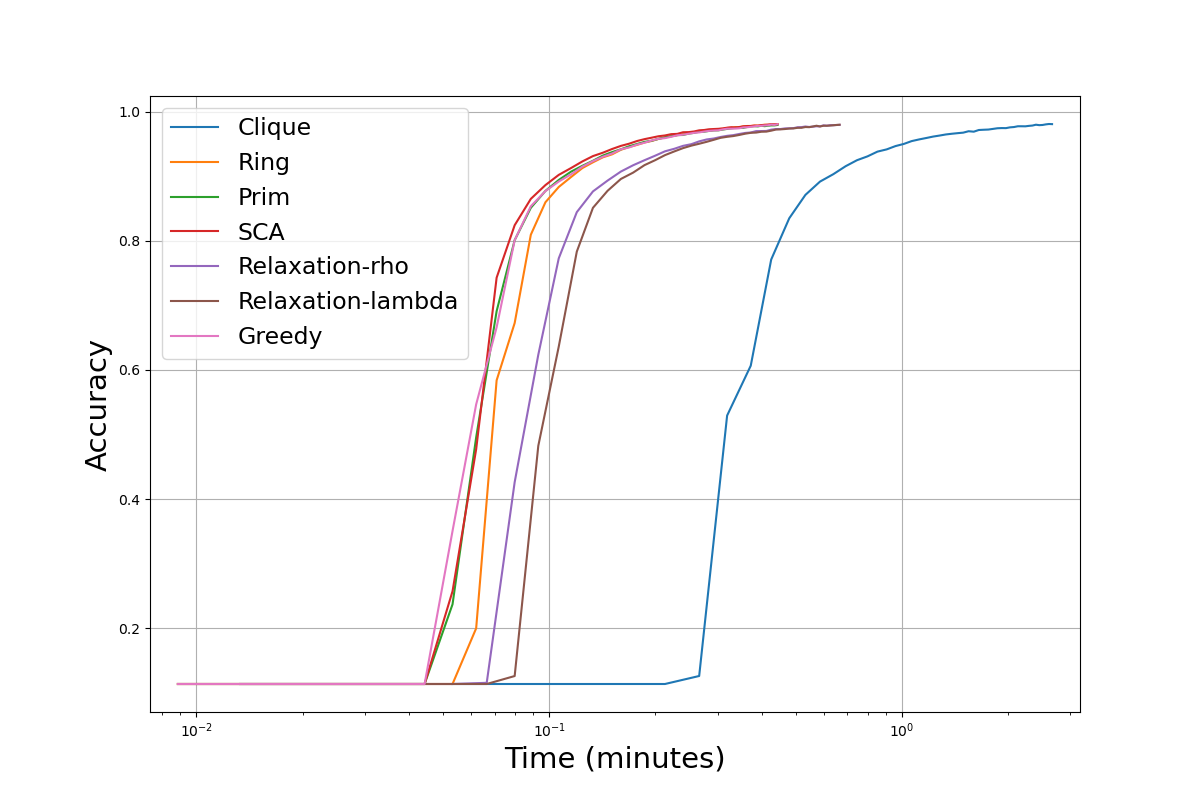 1.0
0.8
0.6
0.4
0.2
Accuracy
Clique
Ring
Prim
SCA
Relaxation-rho
Relaxation-lambda
Greedy
10⁻² 10⁻¹ 10⁰
Time (minutes)